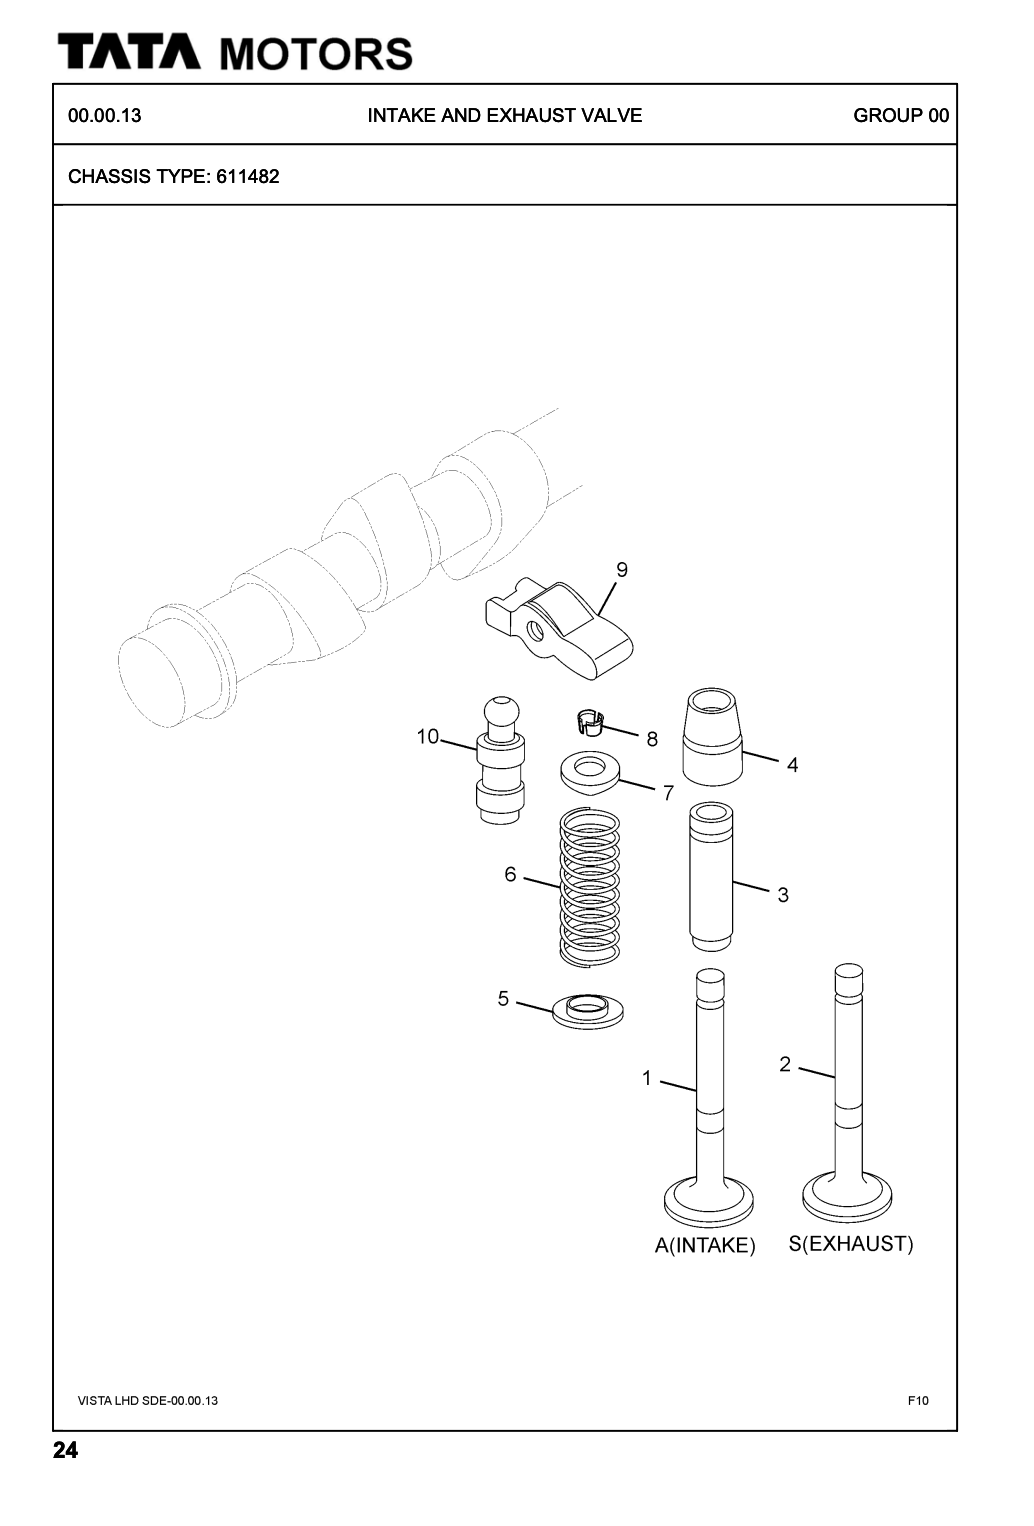 TATA MOTORS
00.00.13 INTAKE AND EXHAUST VALVE GROUP 00
CHASSIS TYPE: 611482
9
10
8
4
7
6
3
5
2
1
A(INTAKE) S(EXHAUST)
VISTA LHD SDE-00.00.13 F10
24